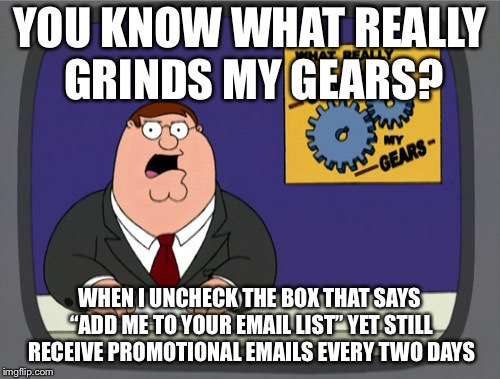 YOU KNOW WHAT REALLY
GRINDS MY GEARS?
WHAT REALLY
MY
GEARS
WHEN I UNCHECK THE BOX THAT SAYS
“ADD ME TO YOUR EMAIL LIST” YET STILL
RECEIVE PROMOTIONAL EMAILS EVERY TWO DAYS
imgflip.com